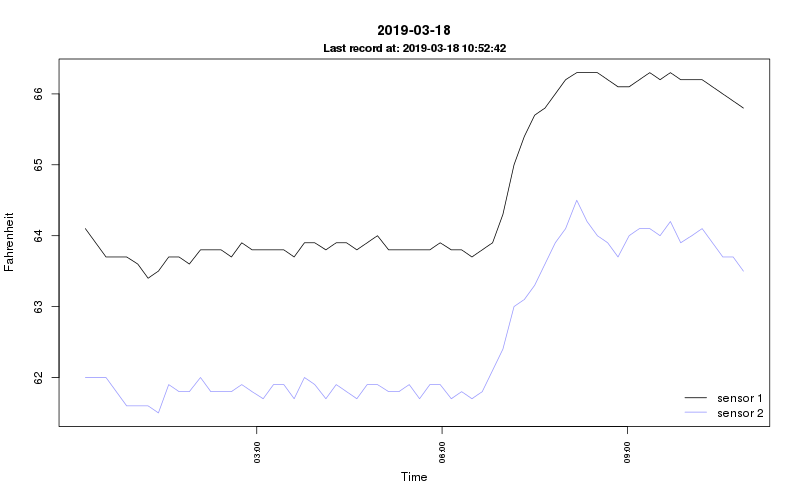 2019-03-18
Last record at: 2019-03-18 10:52:42
Fahrenheit
66
65
64
63
62
sensor 1
sensor 2
03:00
06:00
09:00
Time